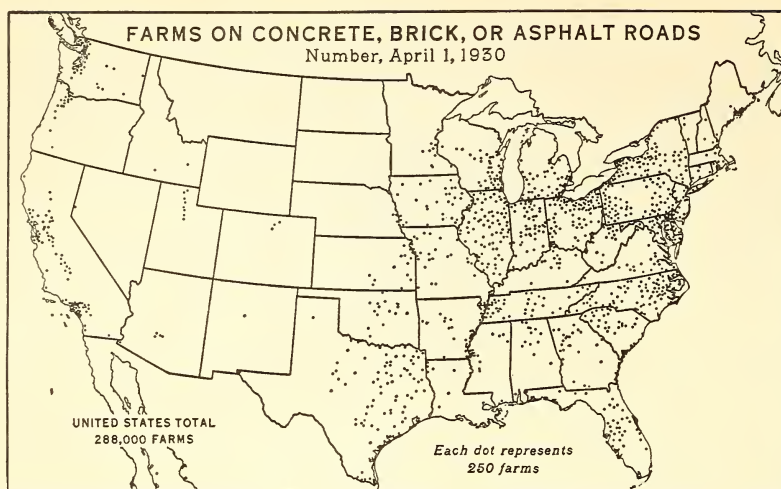 FARMS ON CONCRETE, BRICK, OR ASPHALT ROADS
Number, April 1, 1930
UNITED STATES TOTAL
288,000 FARMS
Each dot represents
250 farms